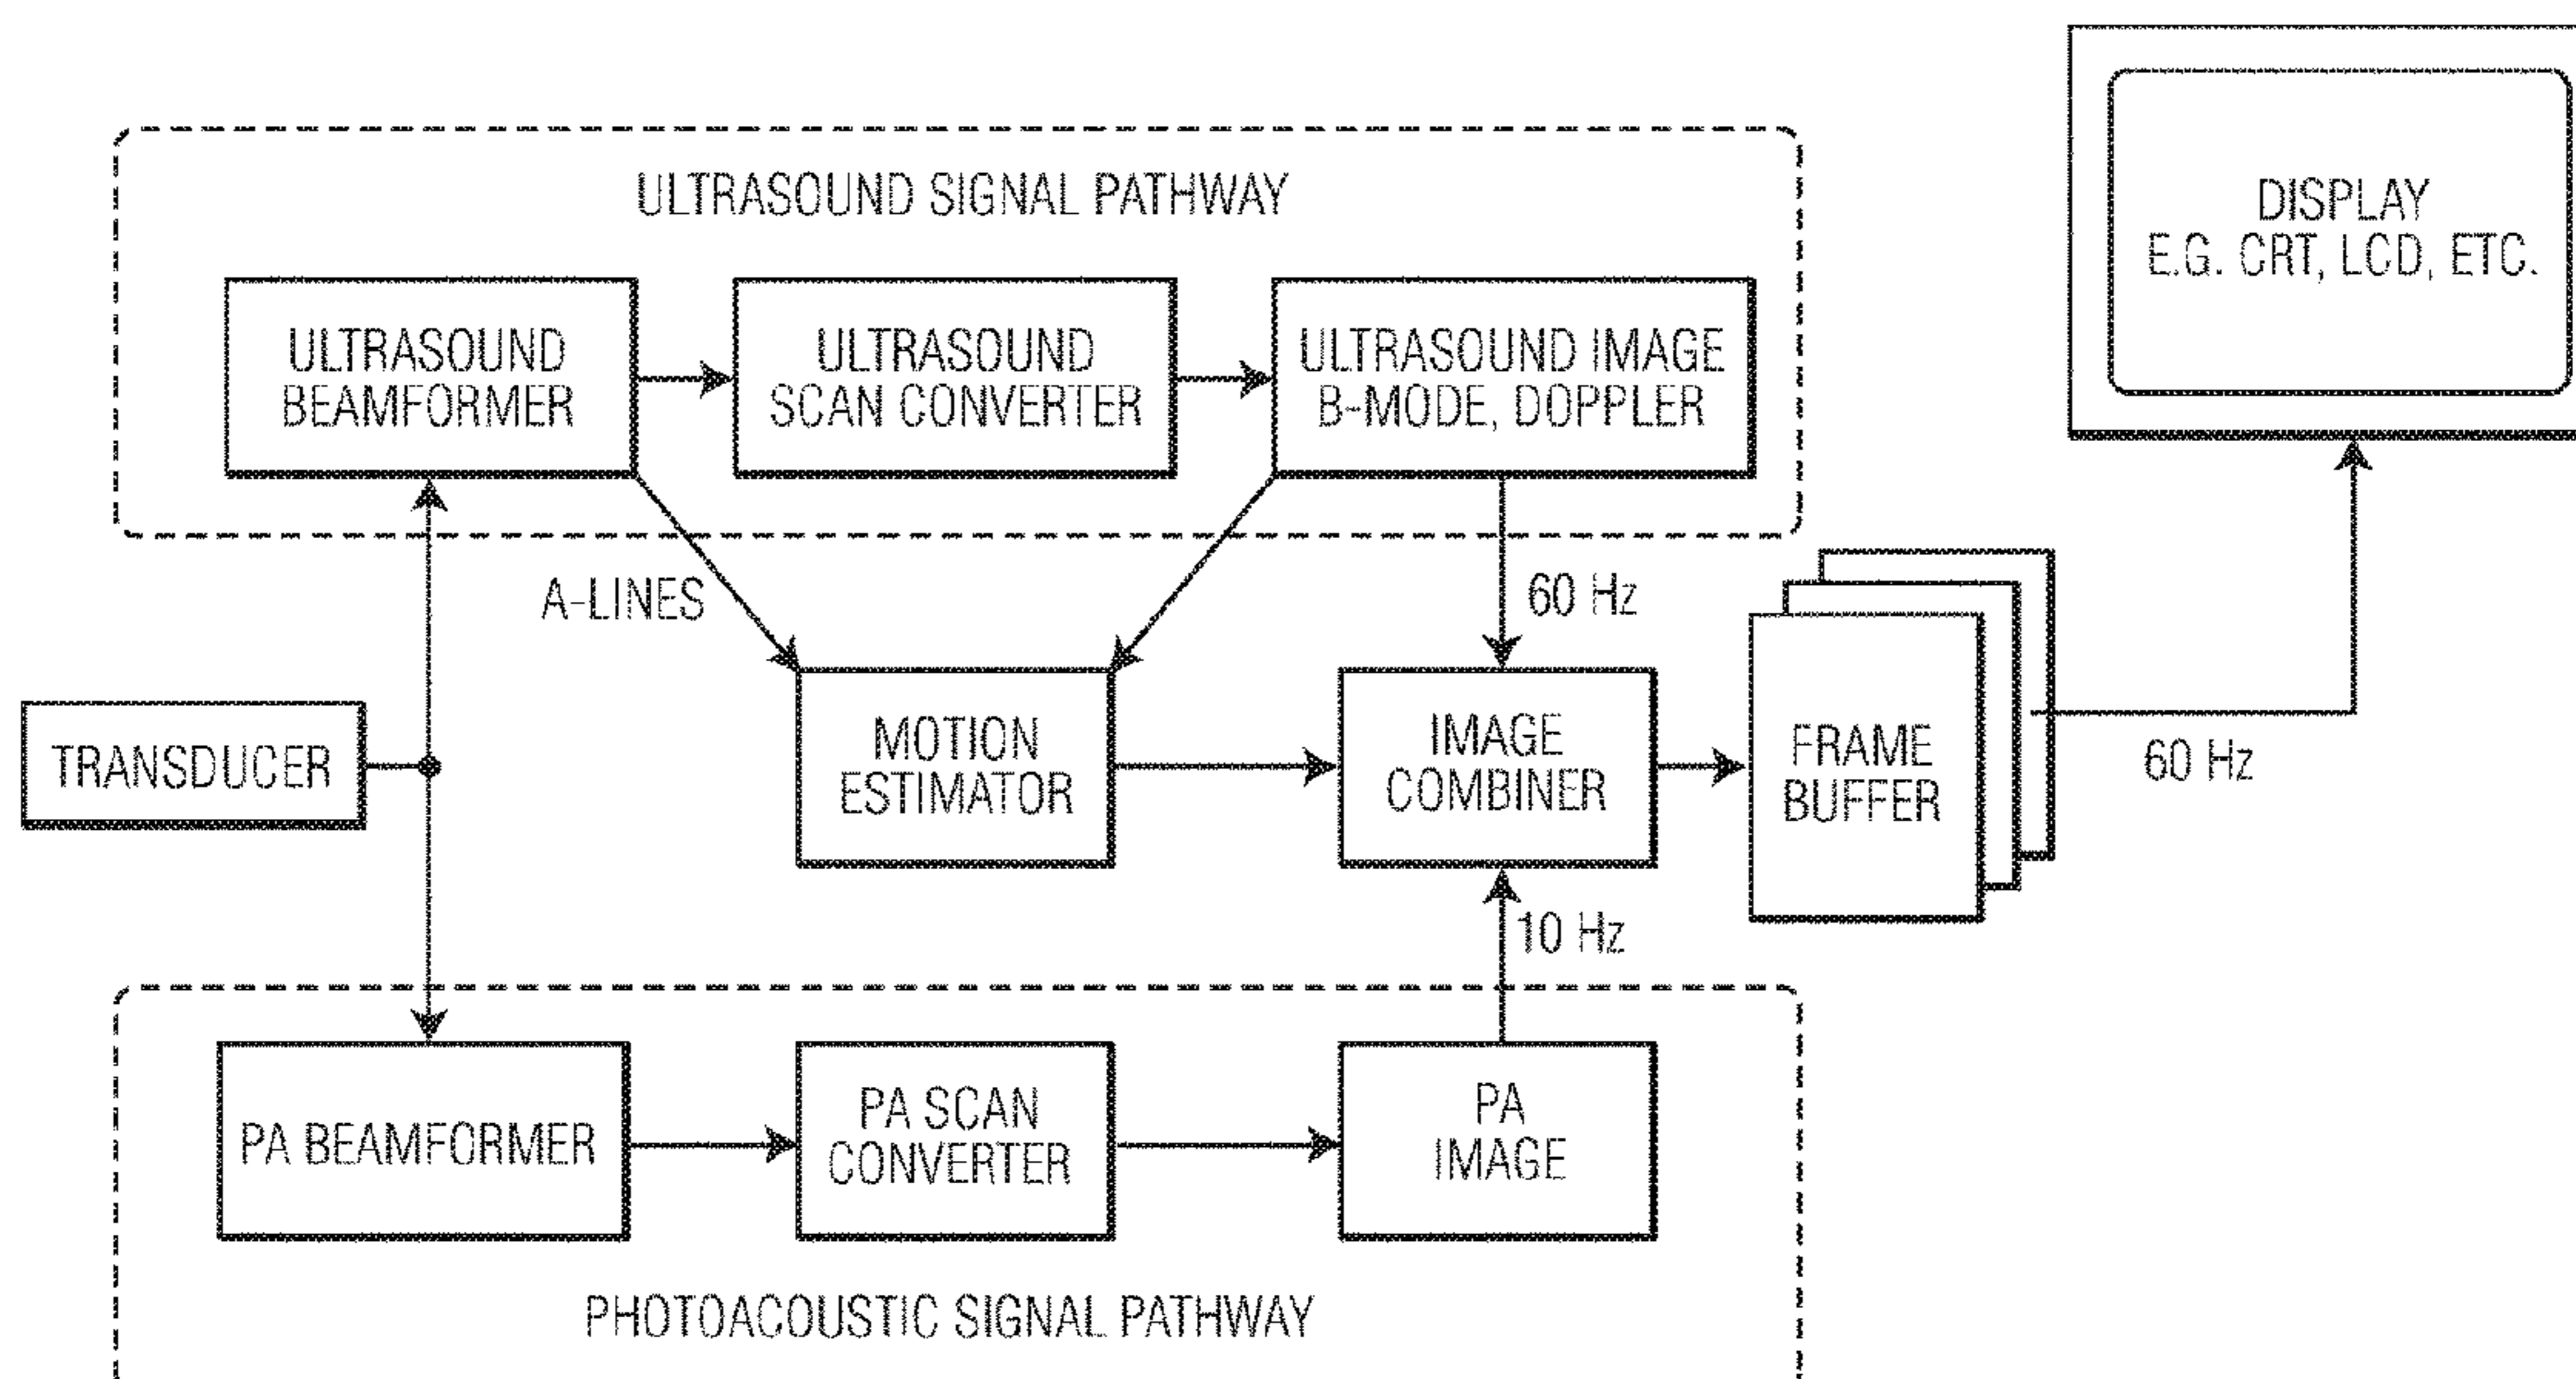 ULTRASOUND SIGNAL PATHWAY
ULTRASOUND
BEAMFORMER
ULTRASOUND
SCAN CONVERTER
ULTRASOUND IMAGE
B-MODE, DOPPLER
DISPLAY
E.G. CRT, LCD, ETC.
A-LINES
60 Hz
TRANSDUCER
MOTION
ESTIMATOR
IMAGE
COMBINER
FRAME
BUFFER
60 Hz
10 Hz
PA BEAMFORMER
PA SCAN
CONVERTER
PA
IMAGE
PHOTOACOUSTIC SIGNAL PATHWAY